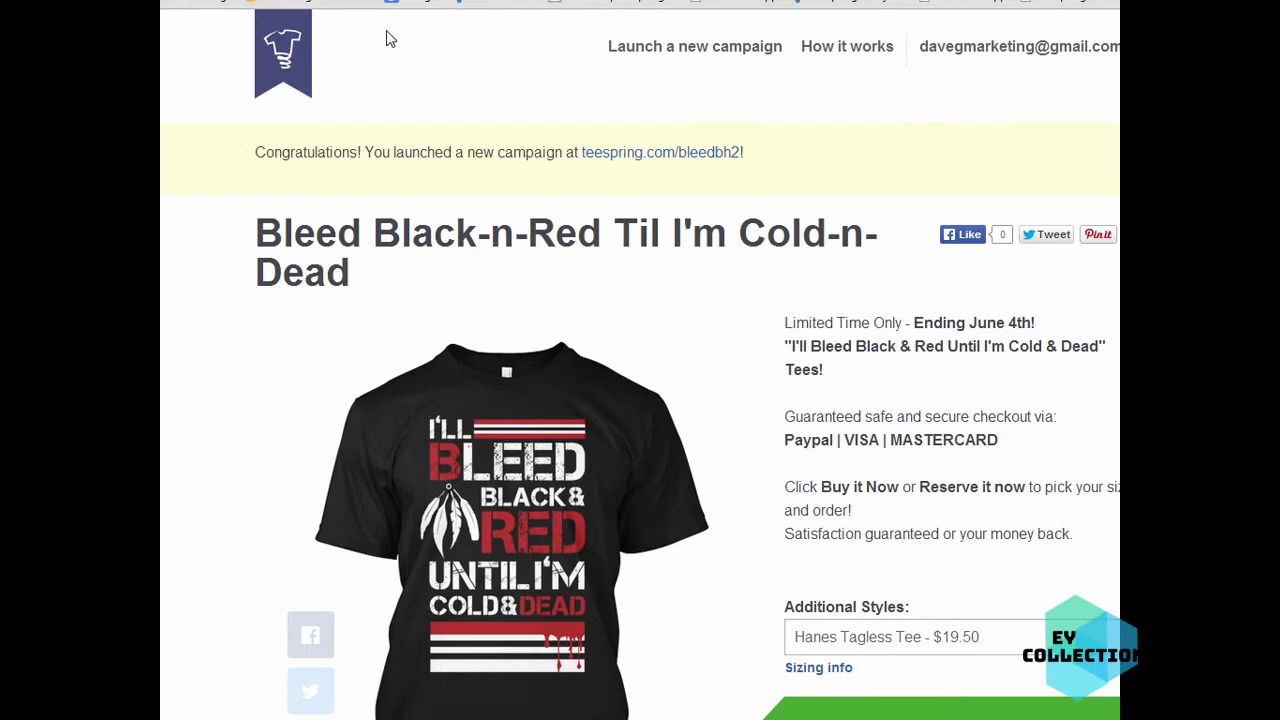 Launch a new campaign How it works davegmarketing@gmail.com
Congratulations! You launched a new campaign at teespring.com/bleedbh2!
Bleed Black-n-Red Til I'm Cold-n-
Dead
Like 0 Tweet Pin it
Limited Time Only - Ending June 4th!
"I'll Bleed Black & Red Until I'm Cold & Dead"
Tees!
Guaranteed safe and secure checkout via:
Paypal | VISA | MASTERCARD
Click Buy it Now or Reserve it now to pick your siz
and order!
Satisfaction guaranteed or your money back.
I'LL
BLEED
BLACK&
RED
UNTIL I'M
COLD&DEAD
Additional Styles:
Hanes Tagless Tee - $19.50
Sizing info
EY
COLLECTION